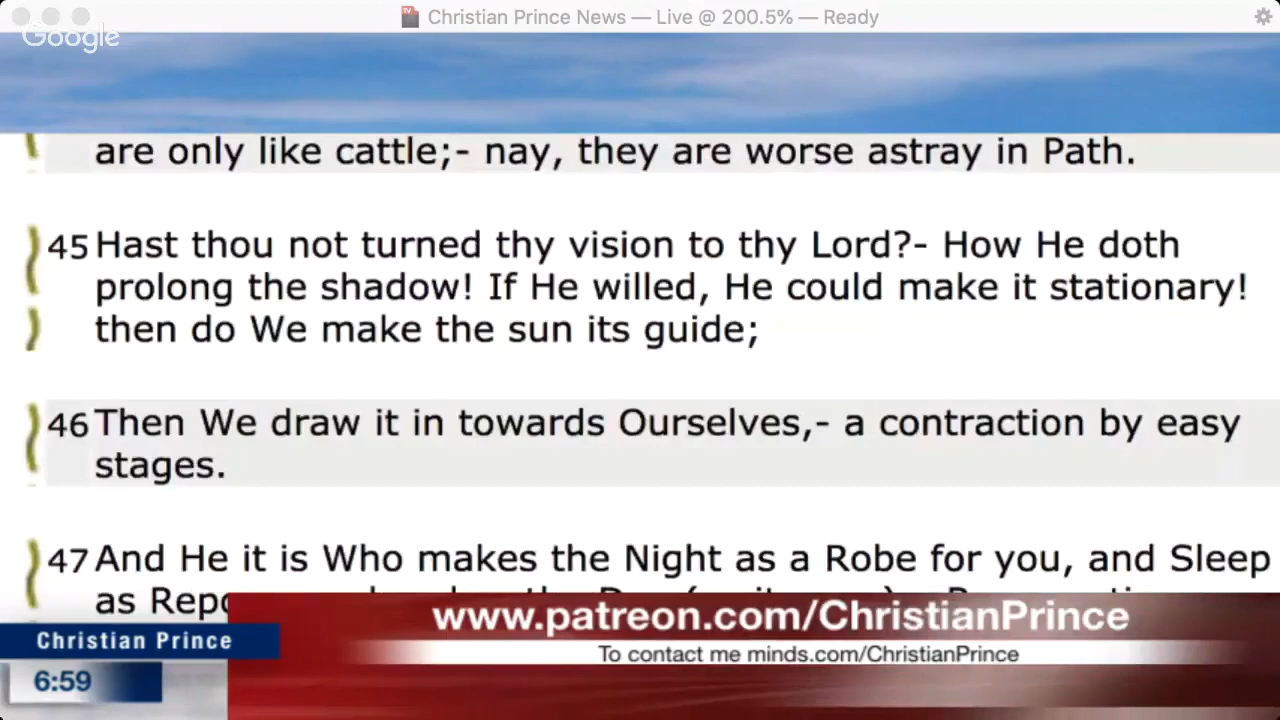 Christian Prince News — Live @ 200.5% — Ready
Google
are only like cattle;- nay, they are worse astray in Path.
45 Hast thou not turned thy vision to thy Lord?- How He doth
prolong the shadow! If He willed, He could make it stationary!
then do We make the sun its guide;
46 Then We draw it in towards Ourselves,- a contraction by easy
stages.
47 And He it is Who makes the Night as a Robe for you, and Sleep
as
www.patreon.com/ChristianPrince
To contact me minds.com/ChristianPrince
Christian Prince
6:59